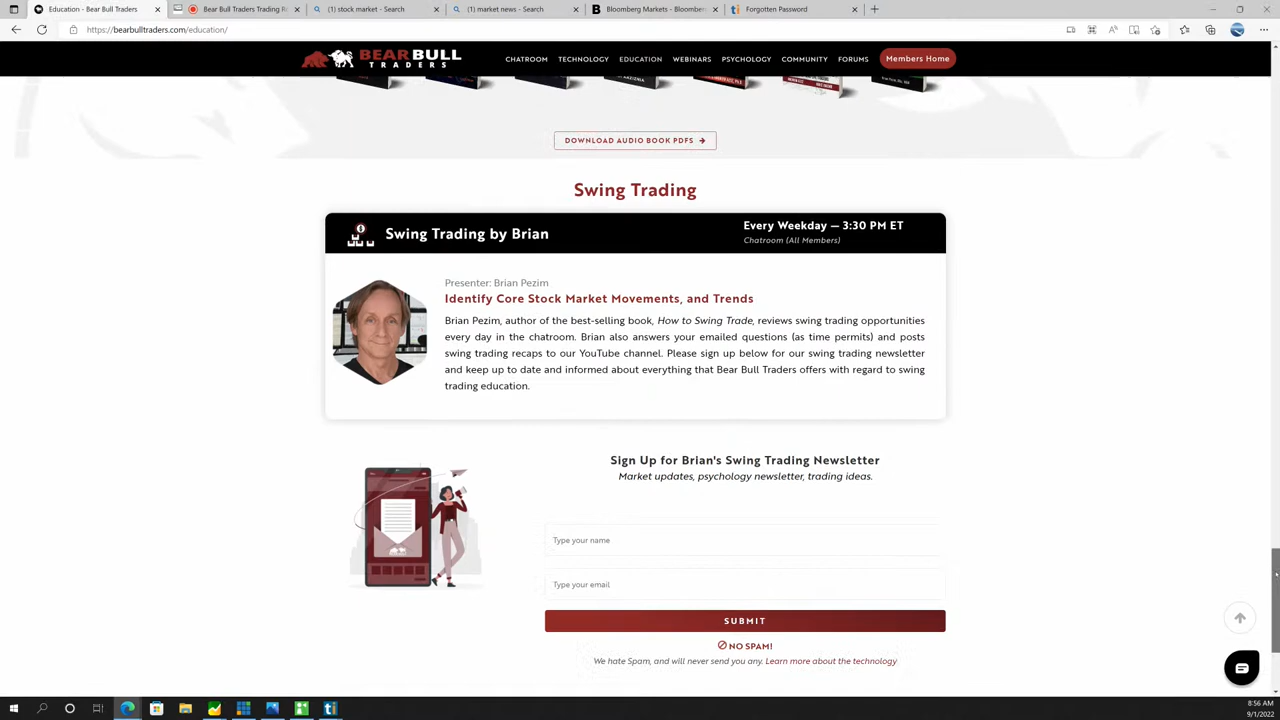 Education - Bear Bull Traders
Bear Bull Traders Trading R
(1) stock market - Search
(1) market news - Search
Bloomberg Markets - Bloomber
Forgotten Password
https://bearbulltraders.com/education/
BEAR BULL
TRADERS
CHATROOM
TECHNOLOGY
EDUCATION
WEBINARS
PSYCHOLOGY
COMMUNITY
FORUMS
Members Home
DOWNLOAD AUDIO BOOK PDFS
Swing Trading
Swing Trading by Brian
Every Weekday — 3:30 PM ET
Chatroom (All Members)
Presenter: Brian Pezim
Identify Core Stock Market Movements, and Trends
Brian Pezim, author of the best-selling book, How to Swing Trade, reviews swing trading opportunities
every day in the chatroom. Brian also answers your emailed questions (as time permits) and posts
swing trading recaps to our YouTube channel. Please sign up below for our swing trading newsletter
and keep up to date and informed about everything that Bear Bull Traders offers with regard to swing
trading education.
Sign Up for Brian's Swing Trading Newsletter
Market updates, psychology newsletter, trading ideas.
Type your name
Type your email
SUBMIT
NO SPAM!
We hate Spam, and will never send you any. Learn more about the technology
8:56 AM
9/1/2022